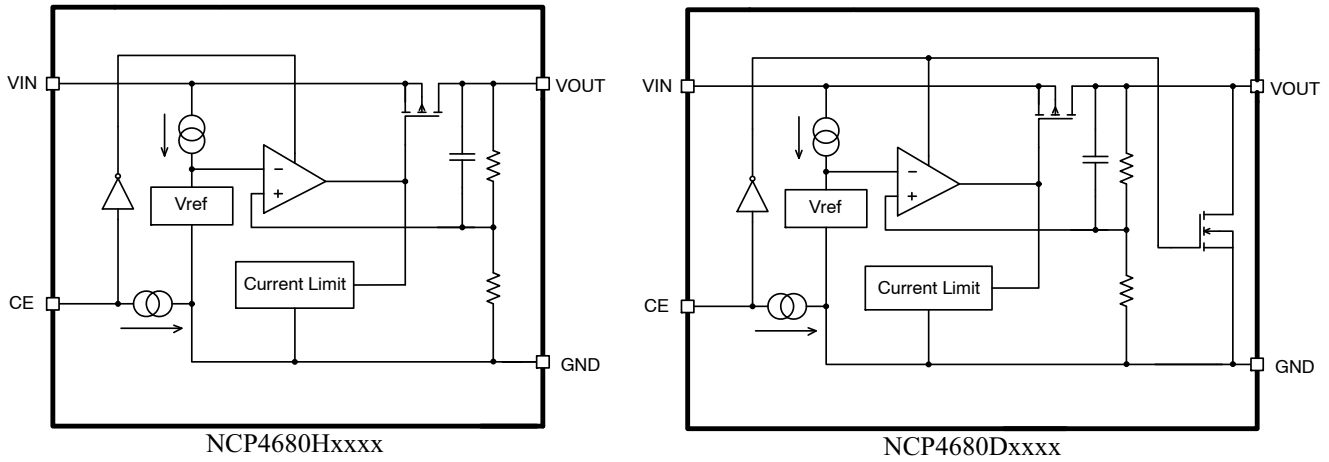 VIN
VOUT
−
+
Vref
Current Limit
CE
GND
NCP4680Hxxxx
VIN
VOUT
−
+
Vref
Current Limit
CE
GND
NCP4680Dxxxx